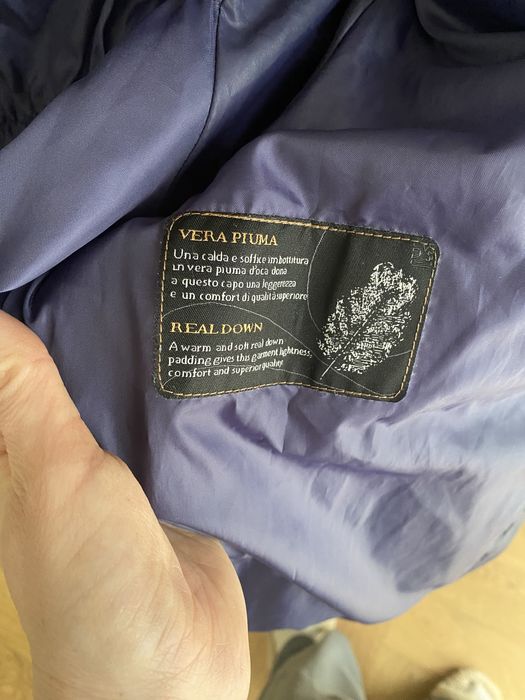 VERA PIUMA
Una calda e soffice imbottitura
in vera piuma d'oca dona
a questo capo una leggerezza
e un comfort di qualità superiore
REAL DOWN
A warm and soft real down
padding gives this garment lightness,
comfort and superior quality